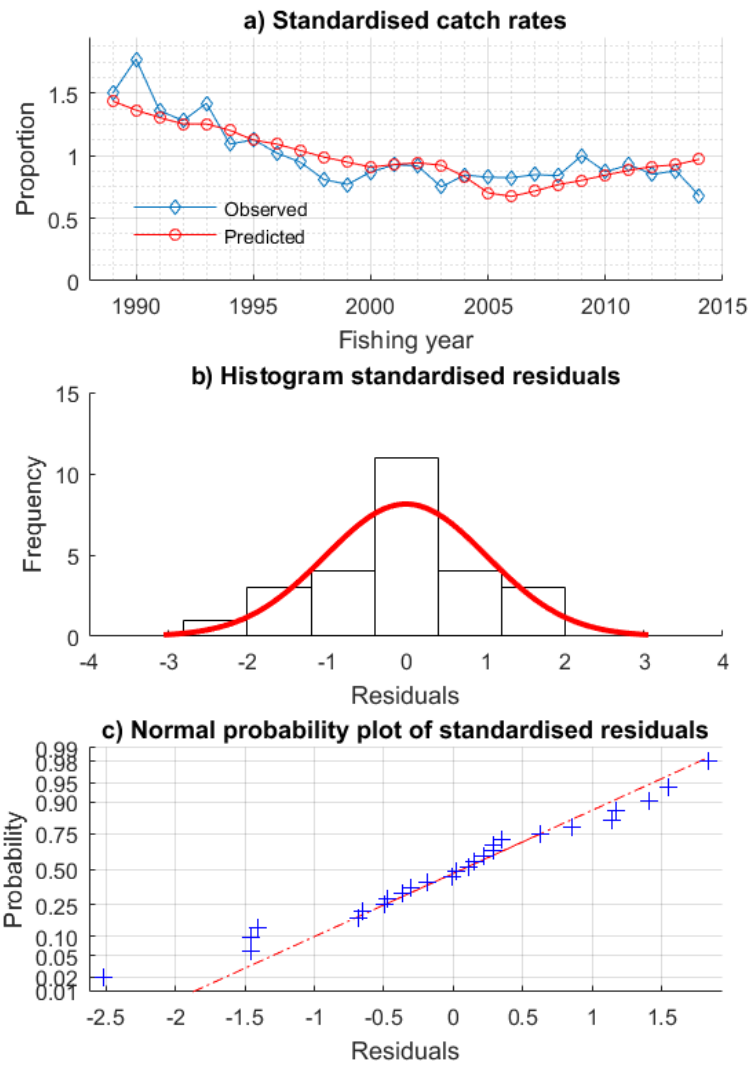 a) Standardised catch rates
Proportion
1.5
1
0.5
0
Observed
Predicted
1990 1995 2000 2005 2010 2015
Fishing year
b) Histogram standardised residuals
Frequency
15
10
5
0
-4 -3 -2 -1 0 1 2 3 4
Residuals
c) Normal probability plot of standardised residuals
Probability
0.99
0.98
0.95
0.90
0.75
0.50
0.25
0.10
0.05
0.02
0.01
-2.5 -2 -1.5 -1 -0.5 0 0.5 1 1.5
Residuals